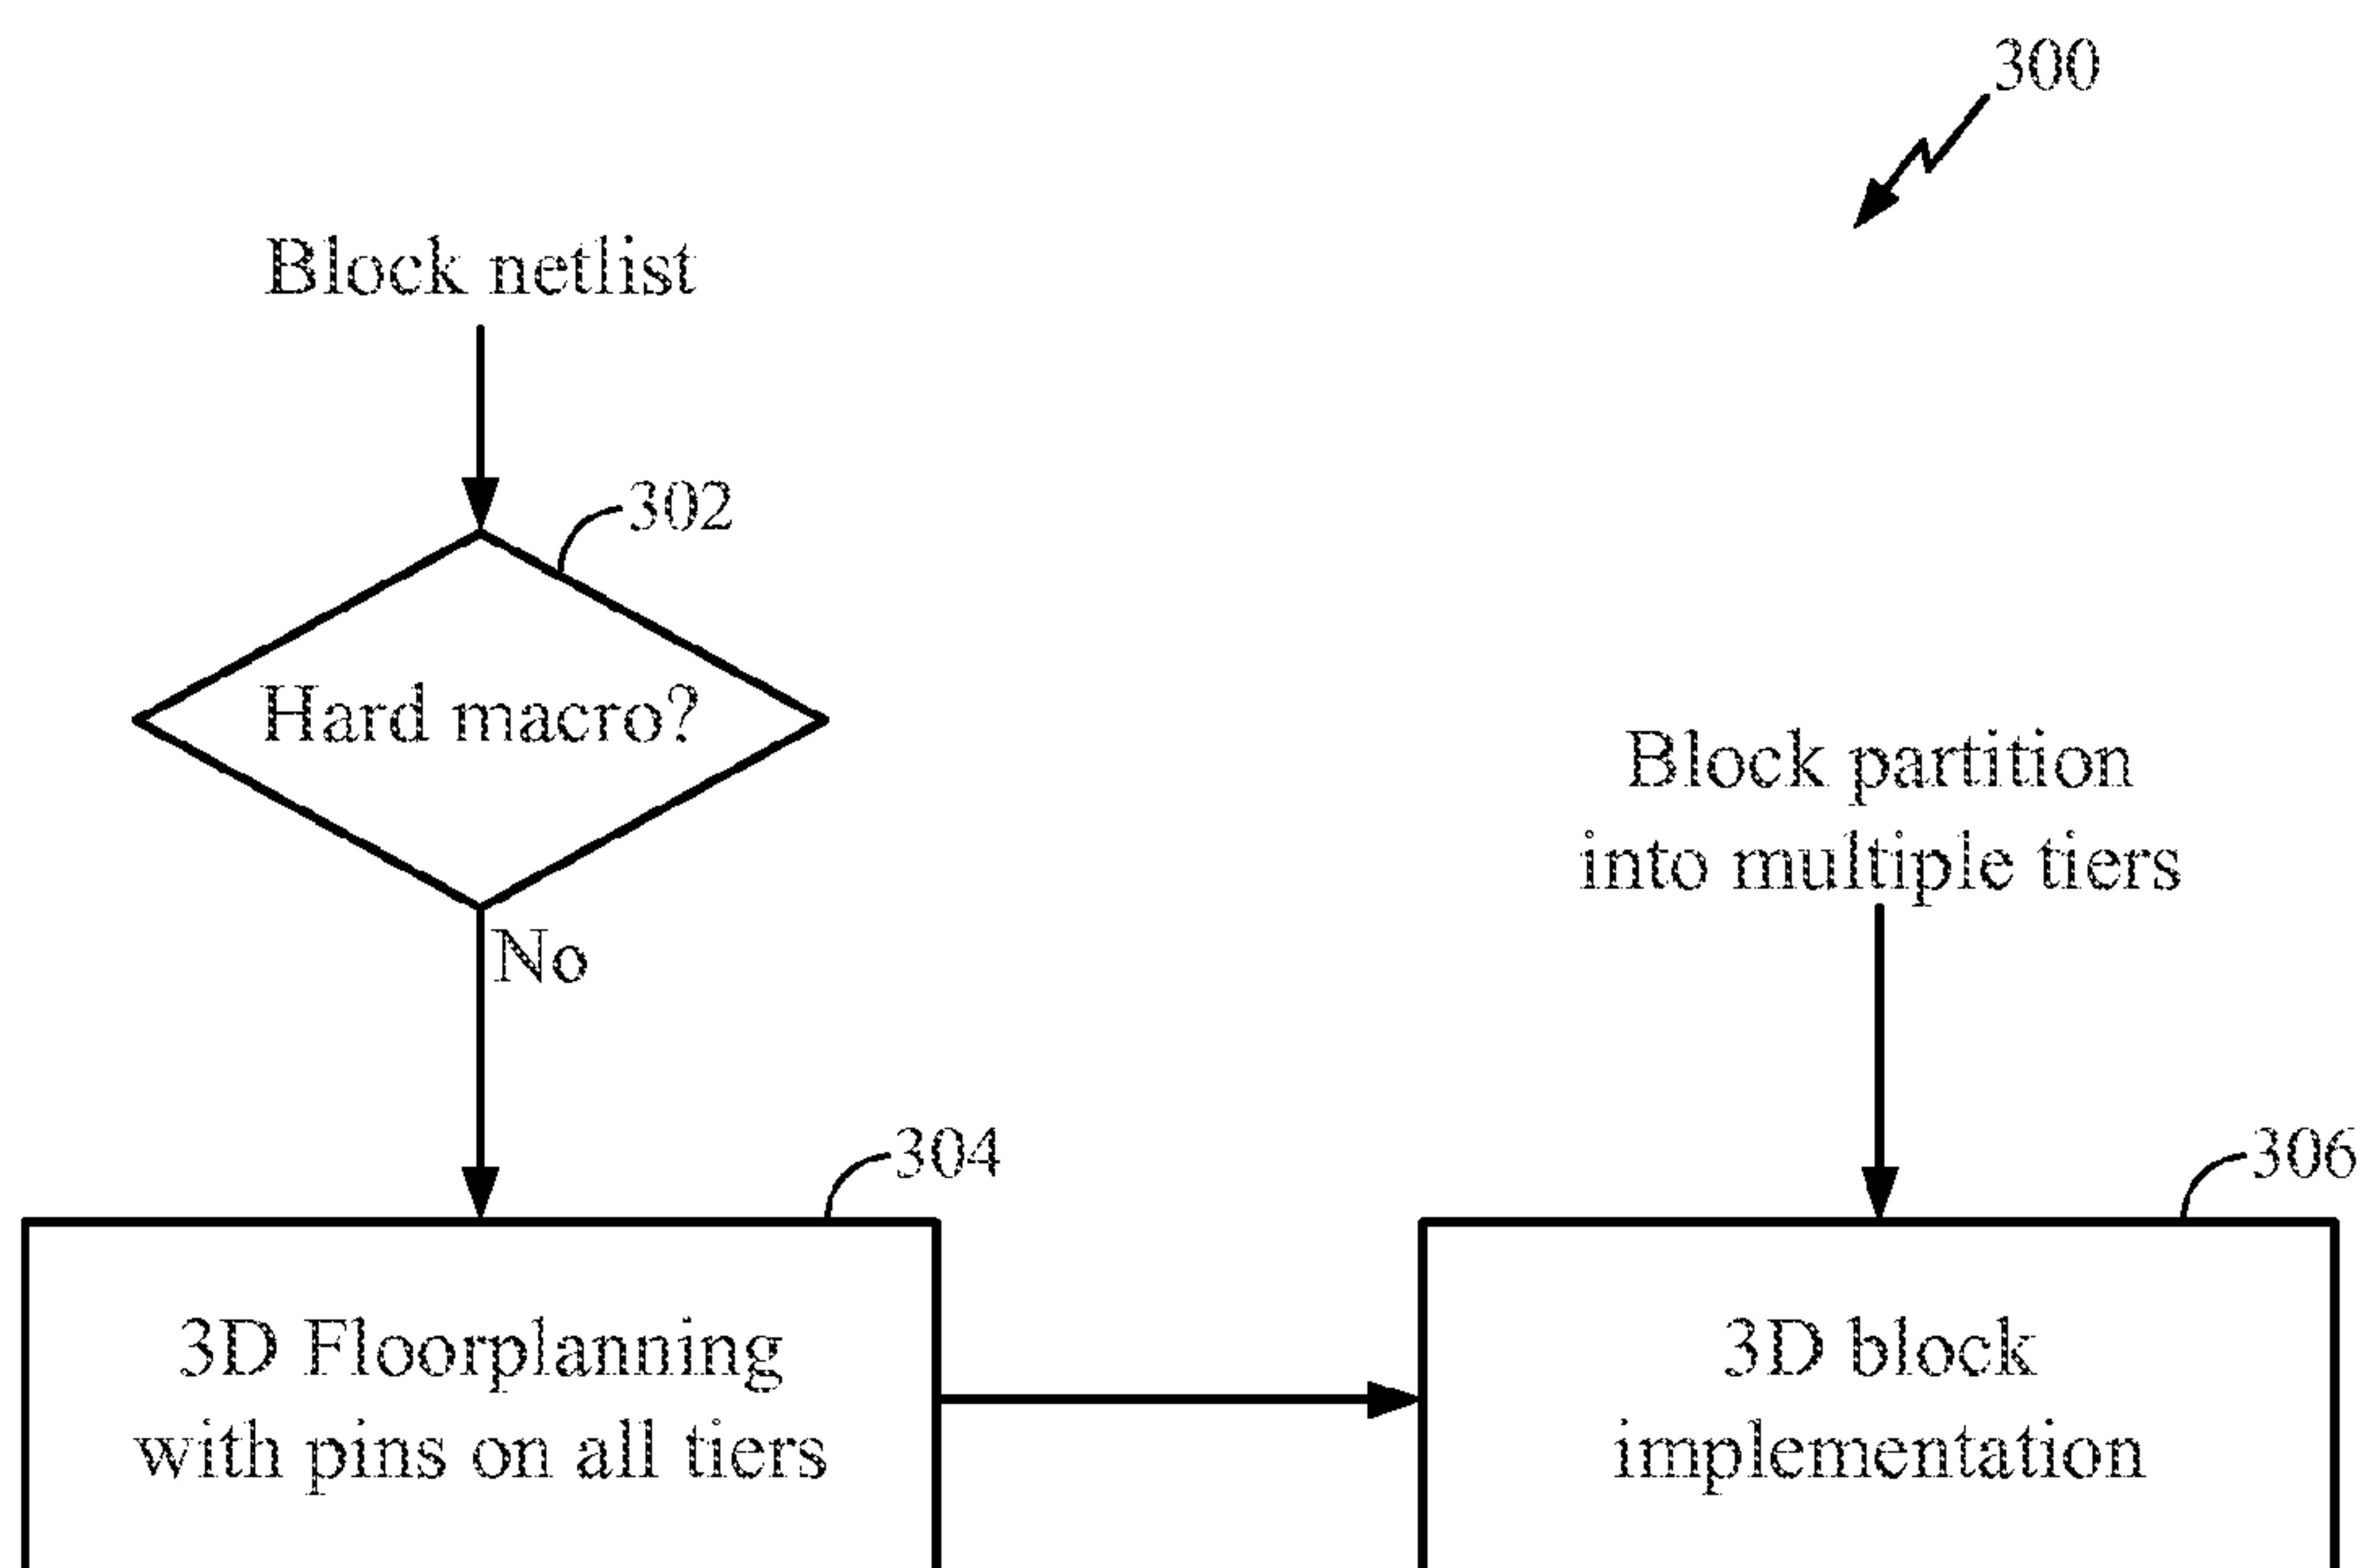 300
Block netlist
302
Hard macro?
No
Block partition
into multiple tiers
304
306
3D Floorplanning
with pins on all tiers
3D block
implementation